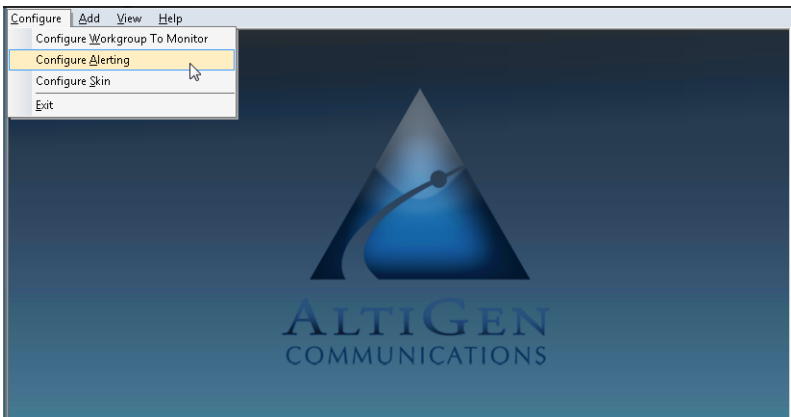 Configure Add View Help
Configure Workgroup To Monitor
Configure Alerting
Configure Skin
Exit
ALTIGEN
COMMUNICATIONS